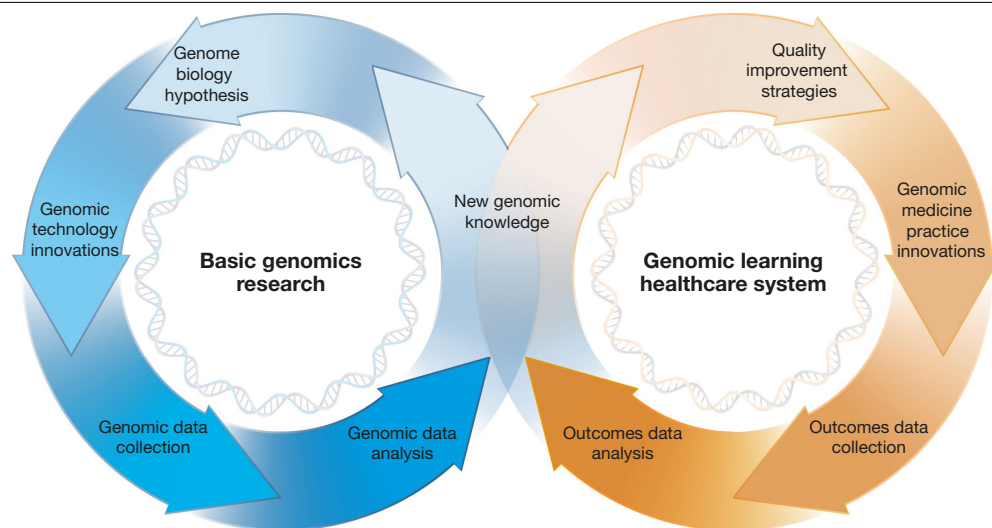 Genome
biology
hypothesis
Genomic
technology
innovations
Genomic data
collection
Genomic data
analysis
Basic genomics
research
New genomic
knowledge
Quality
improvement
strategies
Genomic
medicine
practice
innovations
Outcomes data
collection
Outcomes data
analysis
Genomic learning
healthcare system